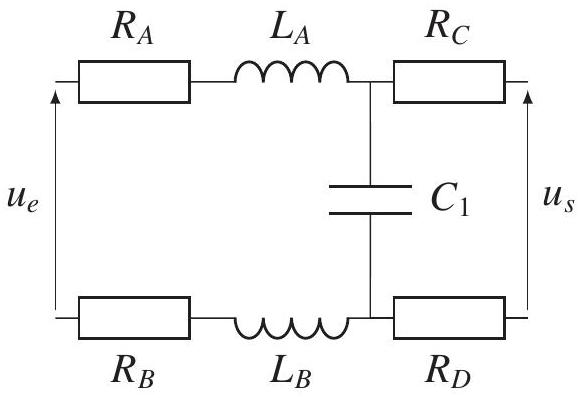 R_A L_A R_C
u_e C_1 u_s
R_B L_B R_D